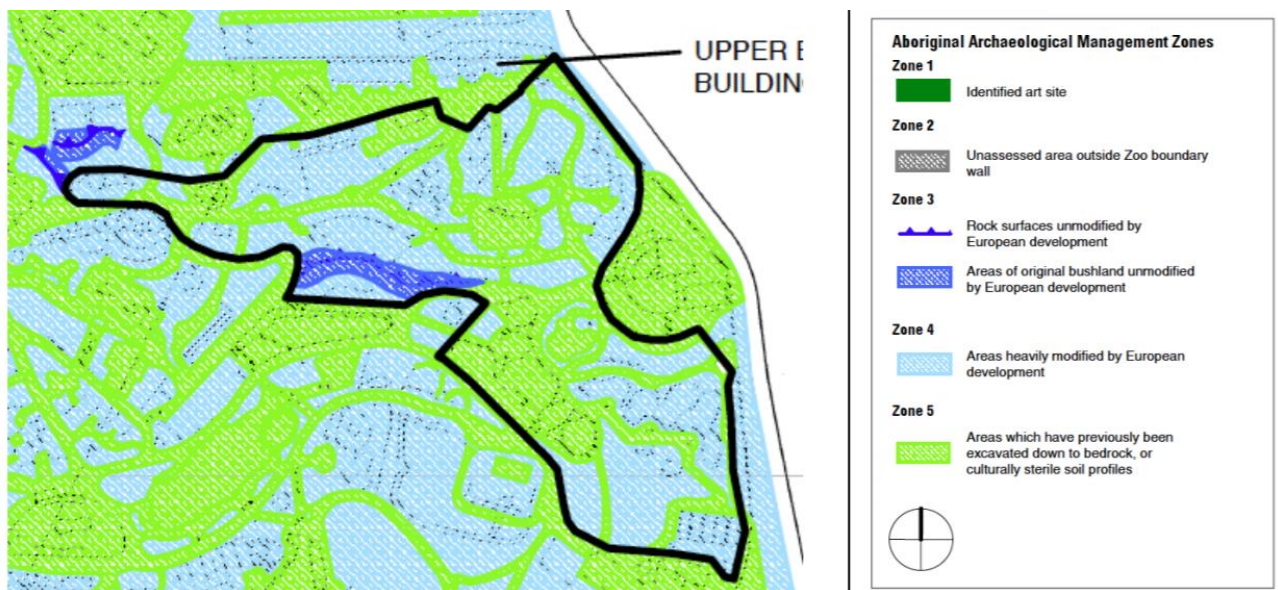 UPPER E
BUILDIN
Aboriginal Archaeological Management Zones
Zone 1
Identified art site
Zone 2
Unassessed area outside Zoo boundary
wall
Zone 3
Rock surfaces unmodified by
European development
Areas of original bushland unmodified
by European development
Zone 4
Areas heavily modified by European
development
Zone 5
Areas which have previously been
excavated down to bedrock, or
culturally sterile soil profiles